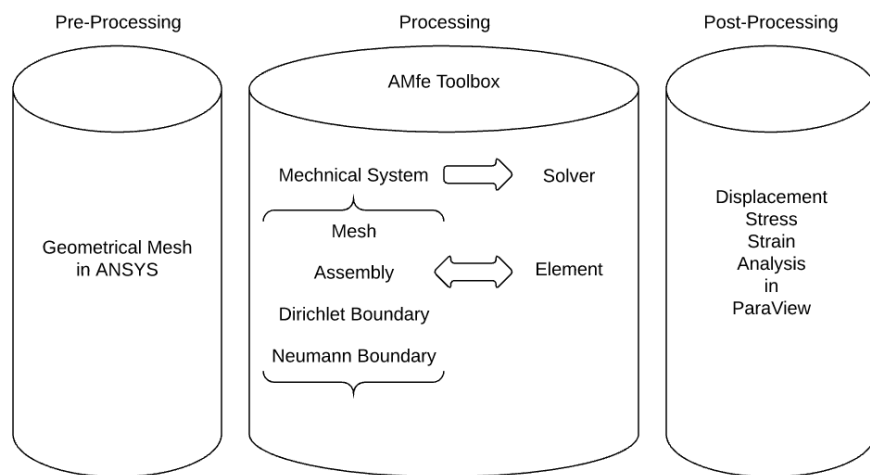 Pre-Processing
Processing
Post-Processing
AMfe Toolbox
Geometrical Mesh
in ANSYS
Mechnical System
Solver
Mesh
Assembly
Element
Dirichlet Boundary
Neumann Boundary
Displacement
Stress
Strain
Analysis
in
ParaView